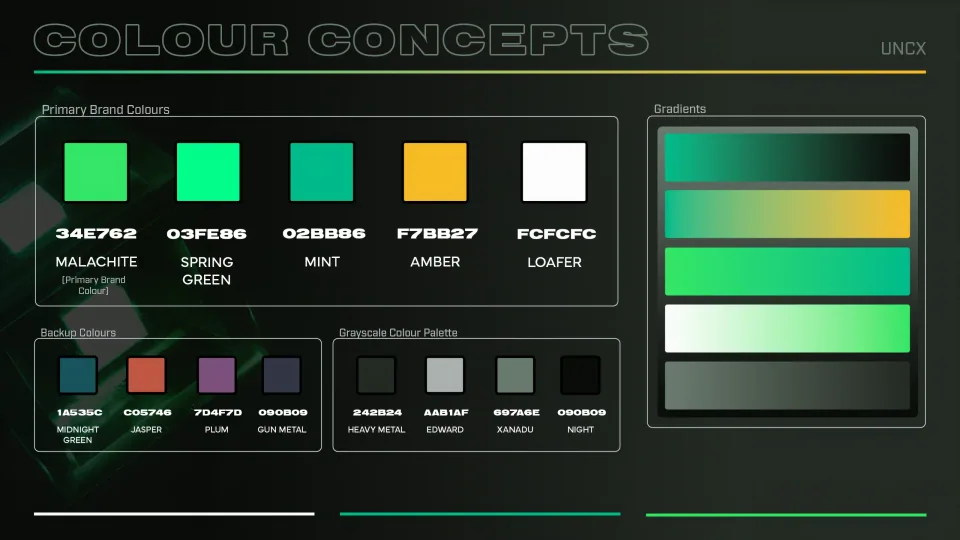 COLOUR CONCEPTS
UNCX
Primary Brand Colours
34E762
03FE86
02BB86
F7BB27
FCFCFC
MALACHITE
[Primary Brand
Colour]
SPRING
GREEN
MINT
AMBER
LOAFER
Gradients
Backup Colours
1A535C
C05746
7D4F7D
090B09
MIDNIGHT
GREEN
JASPER
PLUM
GUN METAL
Grayscale Colour Palette
242B24
AAB1AF
697A6E
090B09
HEAVY METAL
EDWARD
XANADU
NIGHT